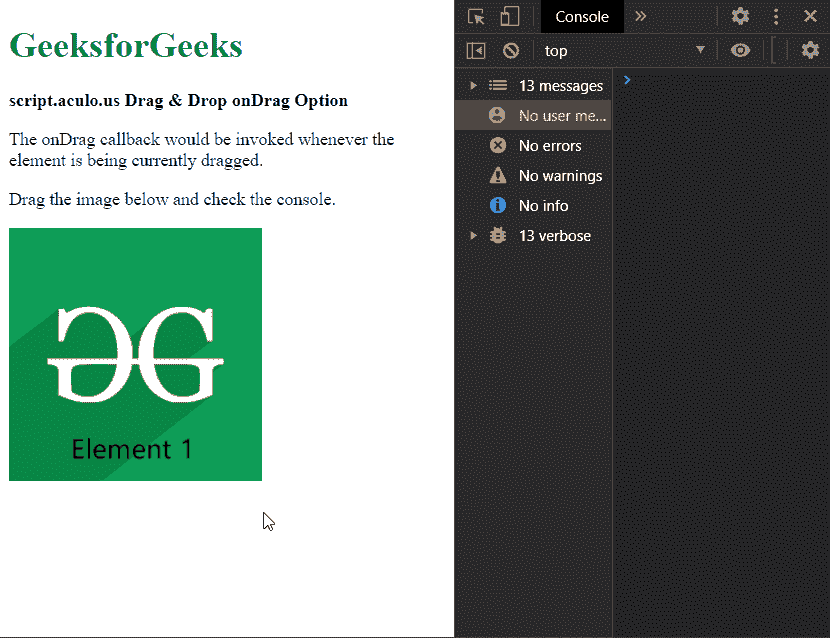 GeeksforGeeks
script.aculo.us Drag & Drop onDrag Option
The onDrag callback would be invoked whenever the
element is being currently dragged.
Drag the image below and check the console.
Element 1
Console
top
13 messages
No user me...
No errors
No warnings
No info
13 verbose